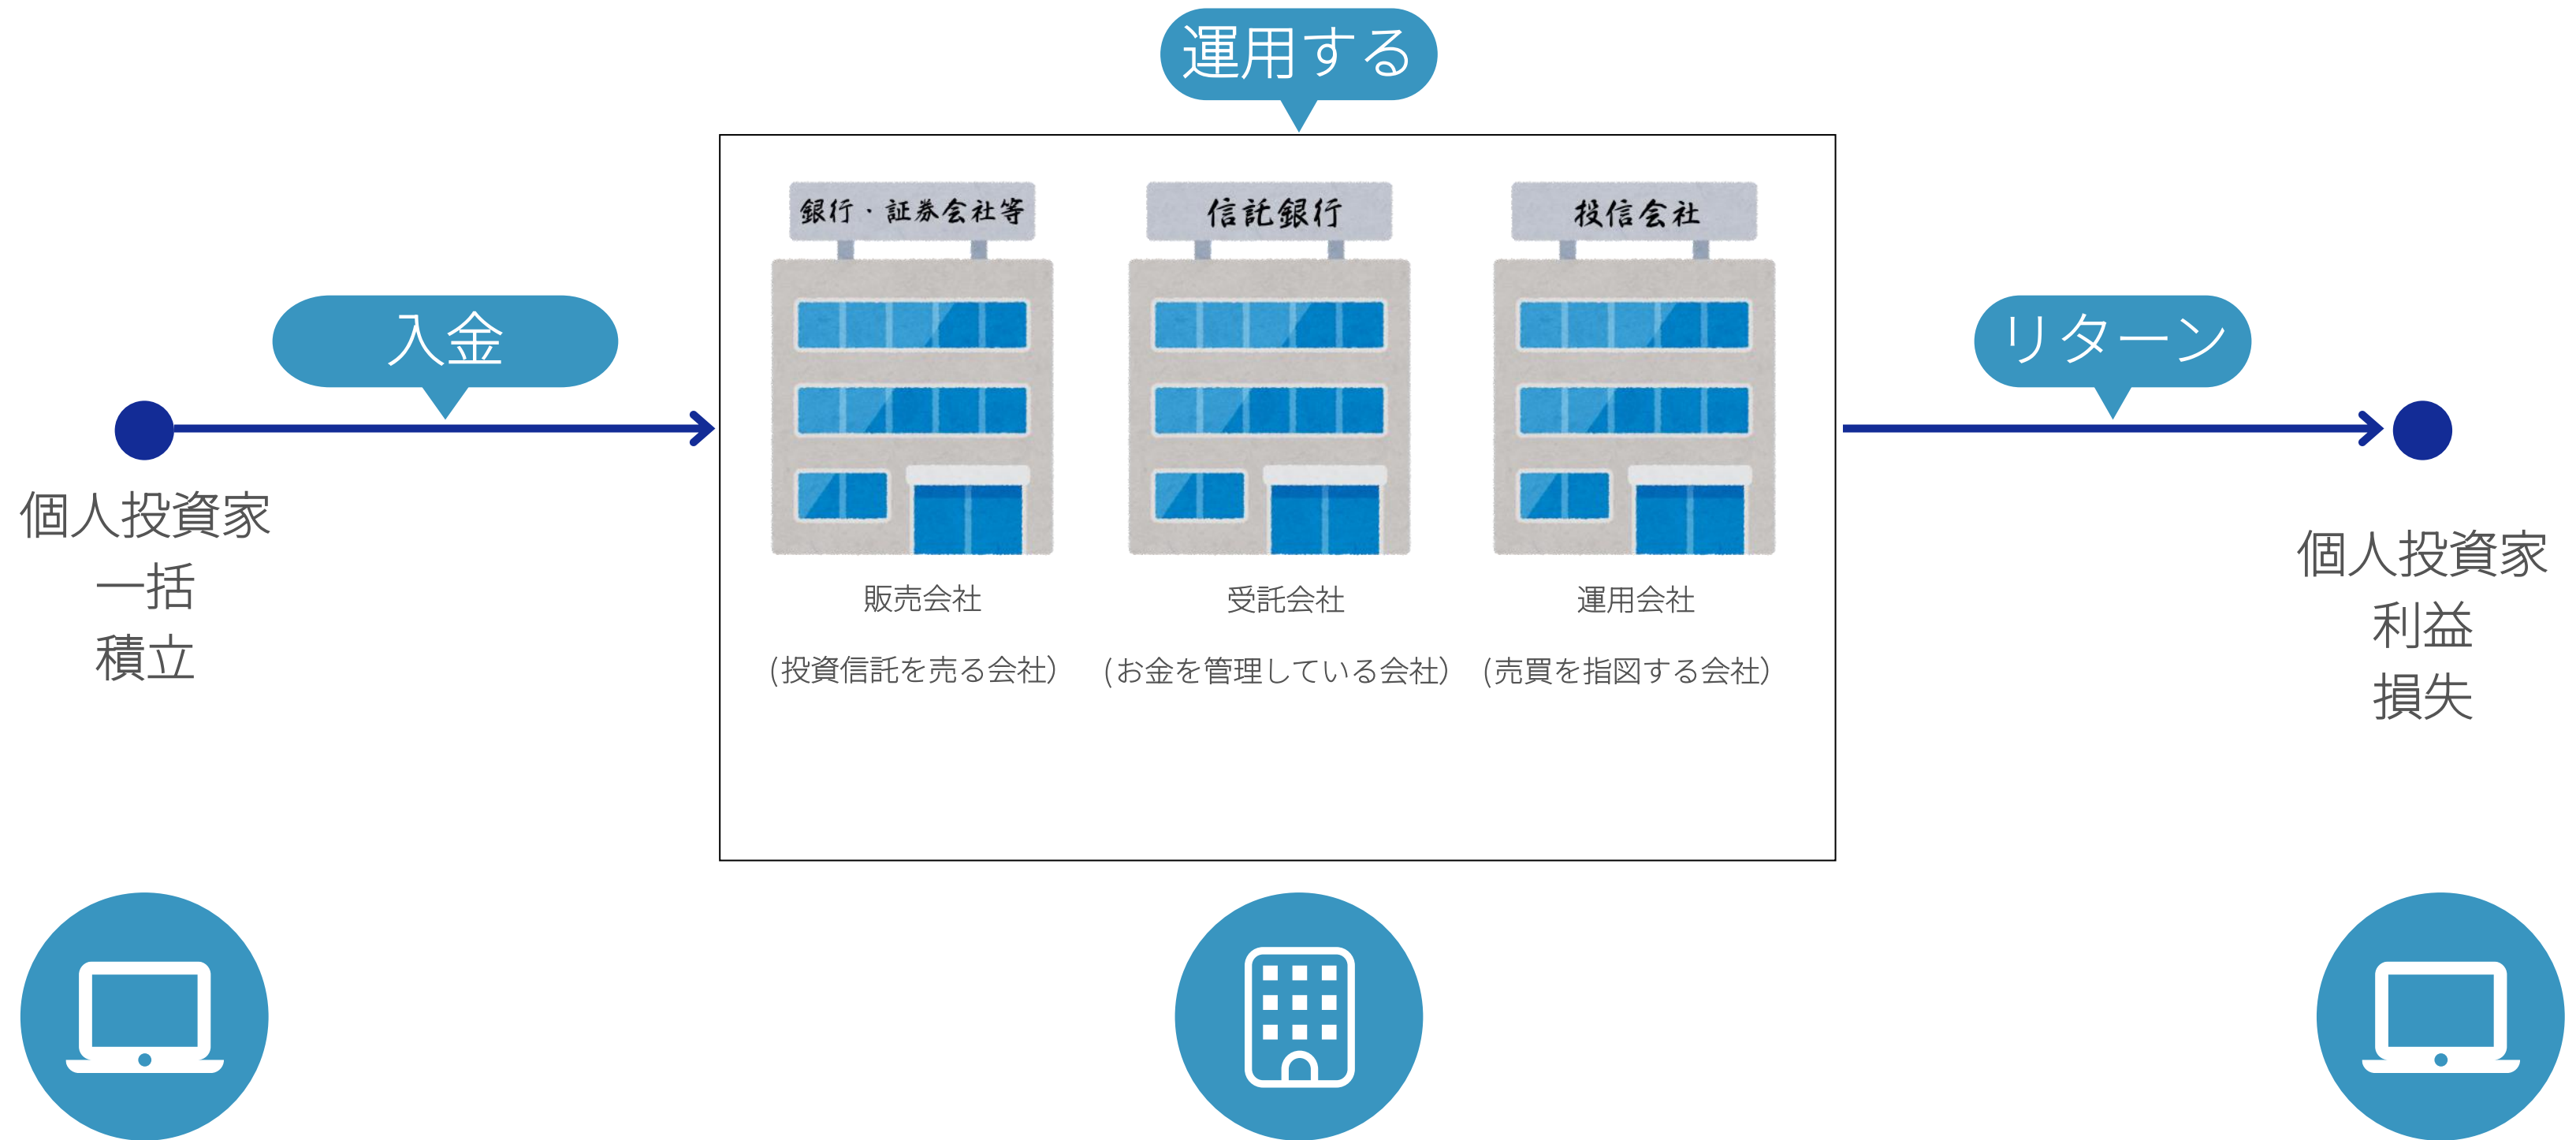 運用する
入金
個人投資家
一括
積立
銀行・証券会社等
販売会社
(投資信託を売る会社)
信託銀行
受託会社
(お金を管理している会社)
投信会社
運用会社
(売買を指図する会社)
リターン
個人投資家
利益
損失